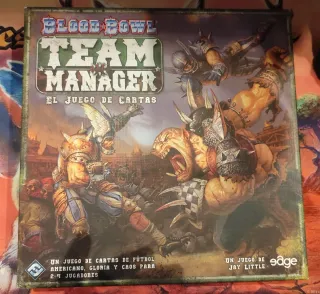 BLOOD BOWL
TEAM
MANAGER
EL JUEGO DE CARTAS
UN JUEGO DE CARTAS DE FÚTBOL
AMERICANO, GLORIA Y CAOS PARA
2-4 JUGADORES
UN JUEGO DE
JAY LITTLE
edge